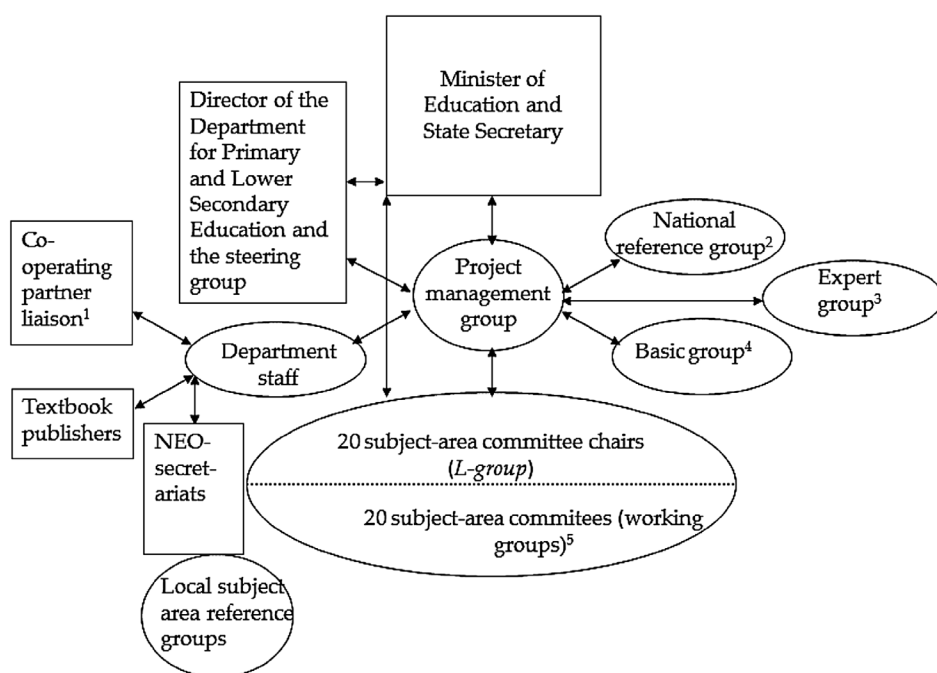 Minister of
Education and
State Secretary
Director of the
Department
for Primary
and Lower
Secondary
Education and
the steering
group
National
reference group²
Expert
group³
Basic group⁴
Project
management
group
Co-
operating
partner
liaison¹
Department
staff
Textbook
publishers
NEO-
secret-
ariats
Local subject
area reference
groups
20 subject-area committee chairs
(L-group)
20 subject-area commitees (working
groups)⁵